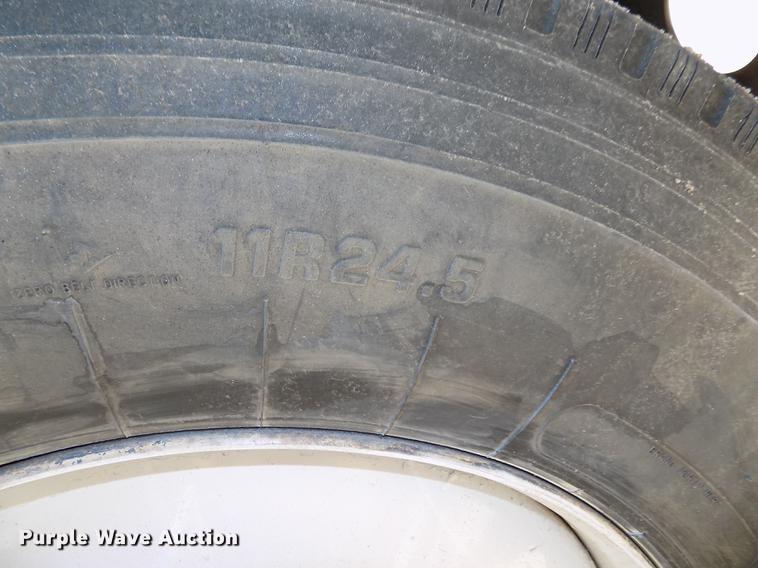 11R24.5
ZERO BELT DIRECTION
Purple Wave Auction®